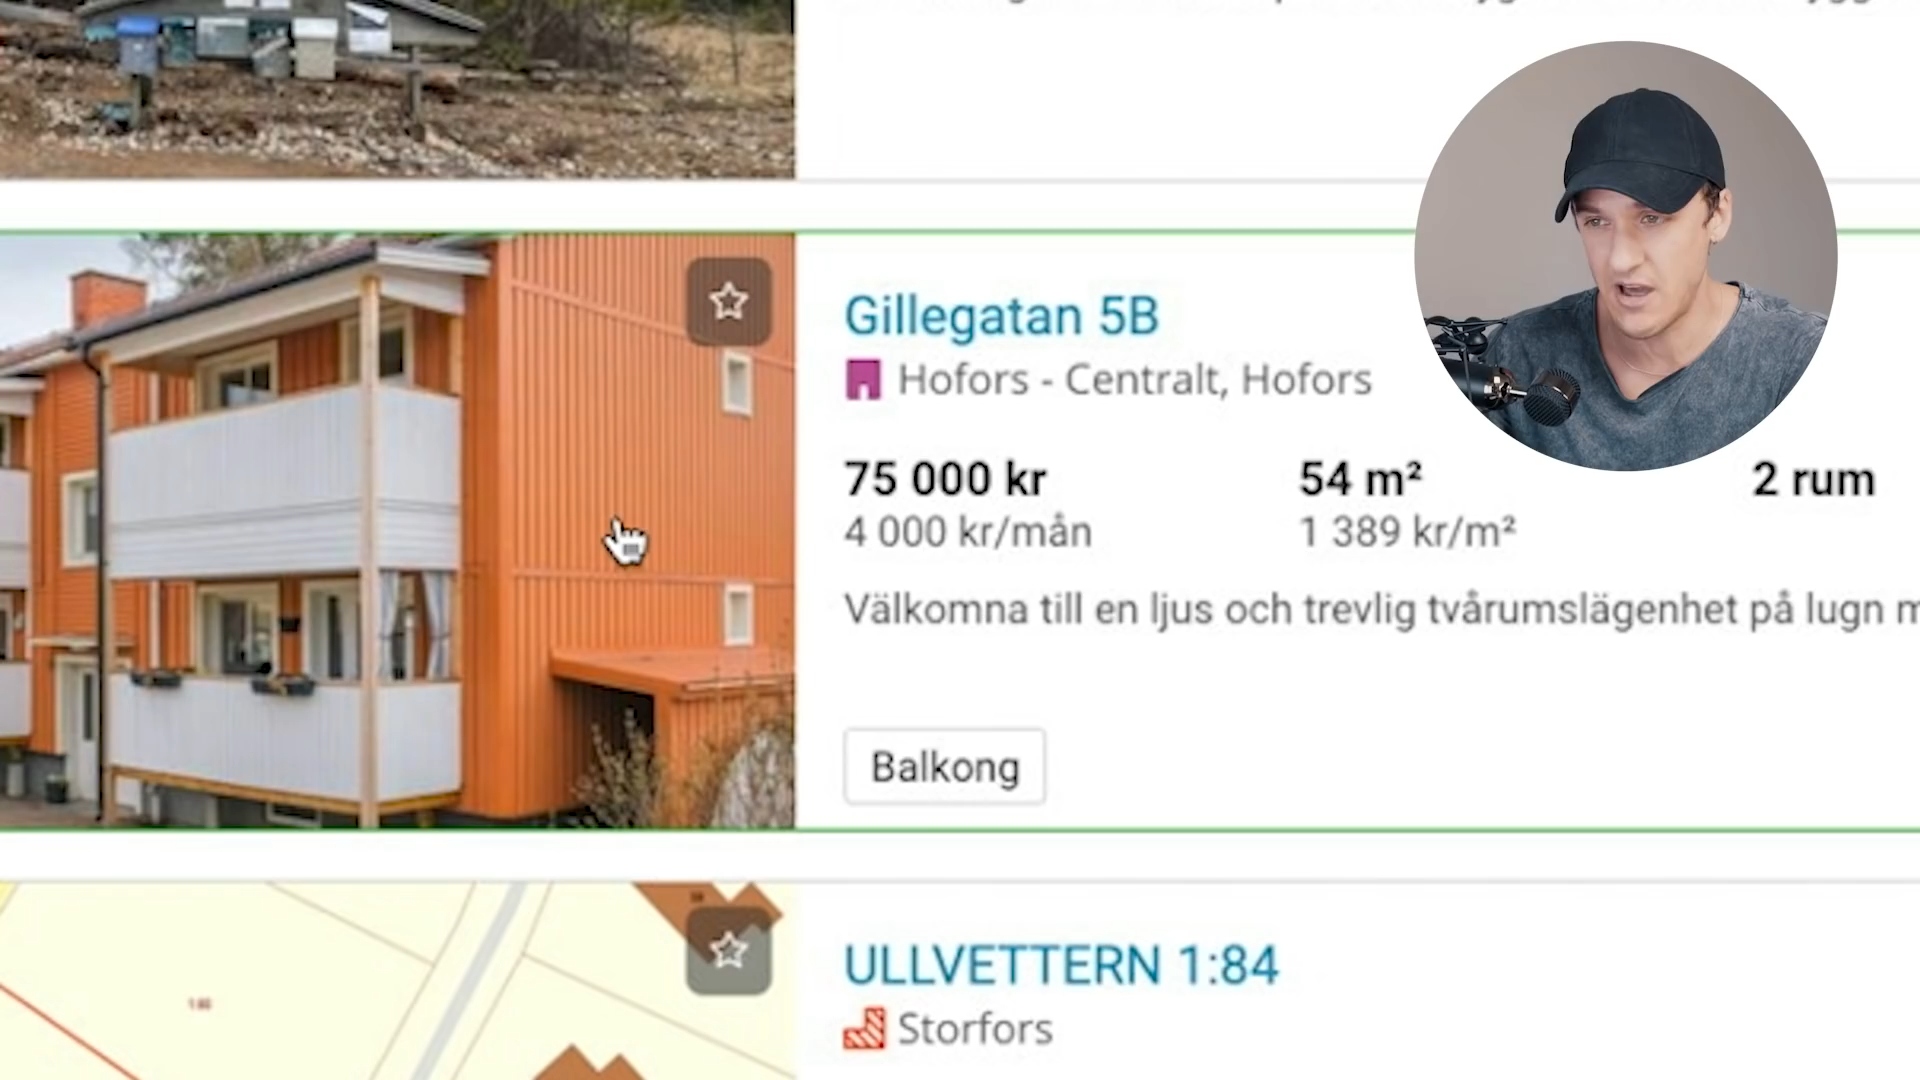 Gillegatan 5B
Hofors - Centralt, Hofors
75 000 kr
54 m²
2 rum
4 000 kr/mån
1 389 kr/m²
Välkomna till en ljus och trevlig tvårumslägenhet på lugn
Balkong
ULLVETTERN 1:84
Storfors